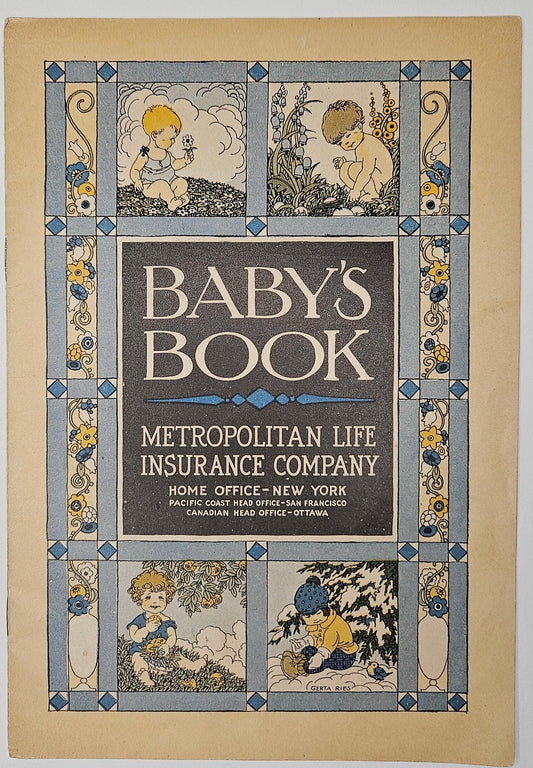 BABY'S
BOOK
METROPOLITAN LIFE
INSURANCE COMPANY
HOME OFFICE-NEW YORK
PACIFIC COAST HEAD OFFICE-SAN FRANCISCO
CANADIAN HEAD OFFICE-OTTAWA
GERTA RIES